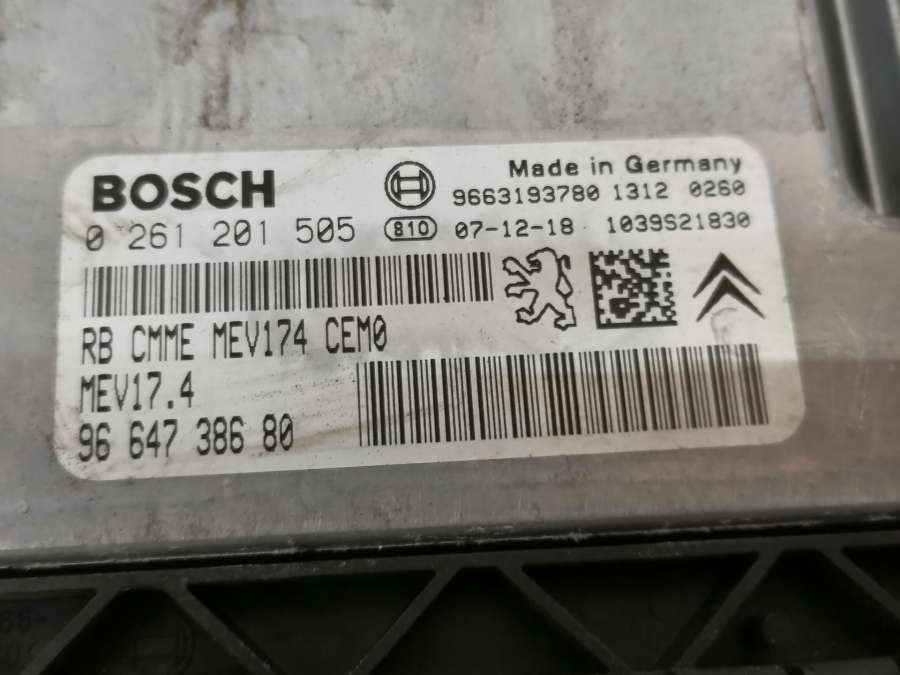 Made in Germany
BOSCH
9663193780 1312 0260
0 261 201 505
810 07-12-18 1039S21830
RB CMME MEV174 CEM0
MEV17.4
96 647 386 80